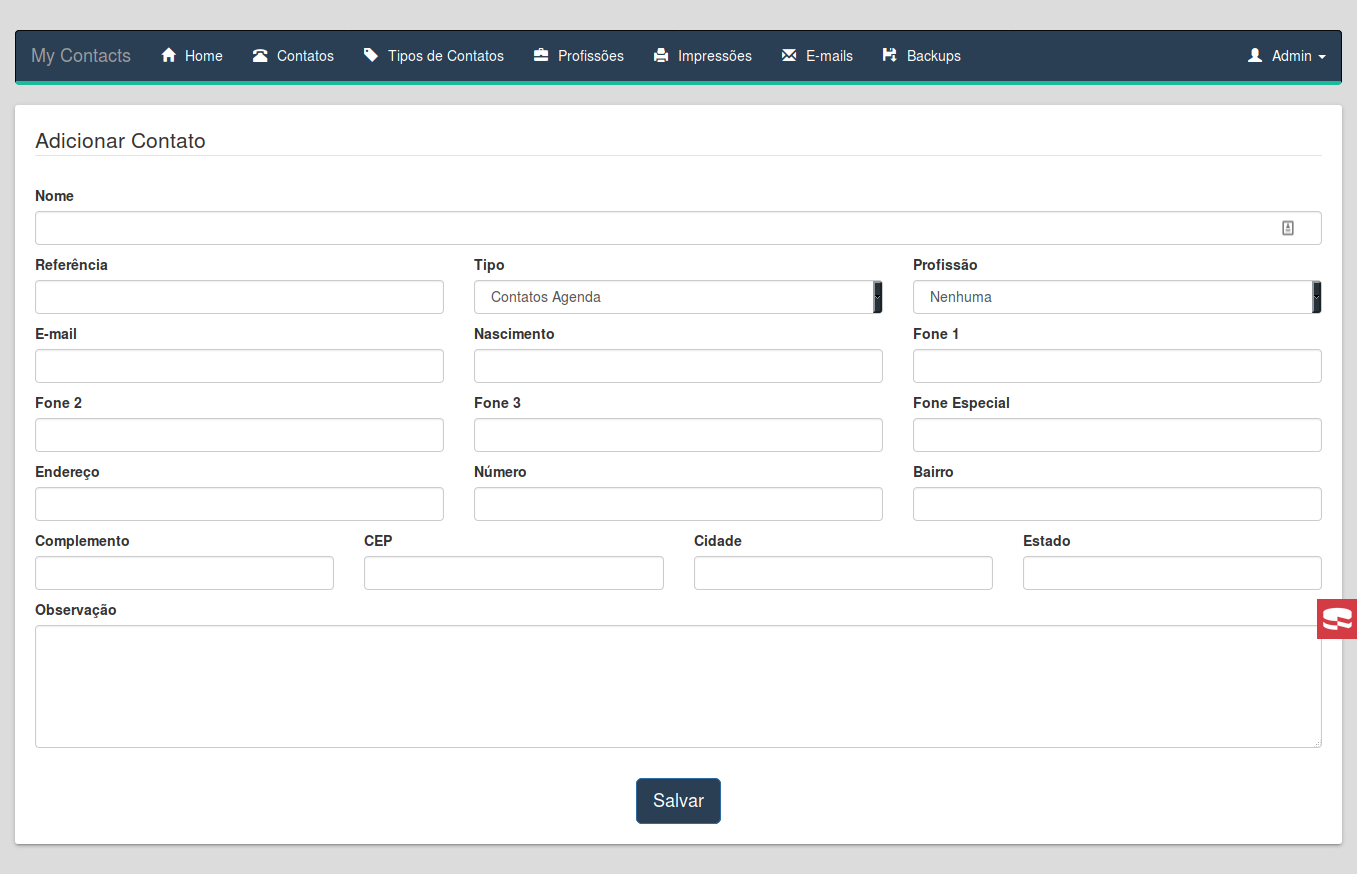 My Contacts Home Contatos Tipos de Contatos Profissões Impressões E-mails Backups Admin
Adicionar Contato
Nome
Referência Tipo Profissão
Contatos Agenda Nenhuma
E-mail Nascimento Fone 1
Fone 2 Fone 3 Fone Especial
Endereço Número Bairro
Complemento CEP Cidade Estado
Observação
Salvar